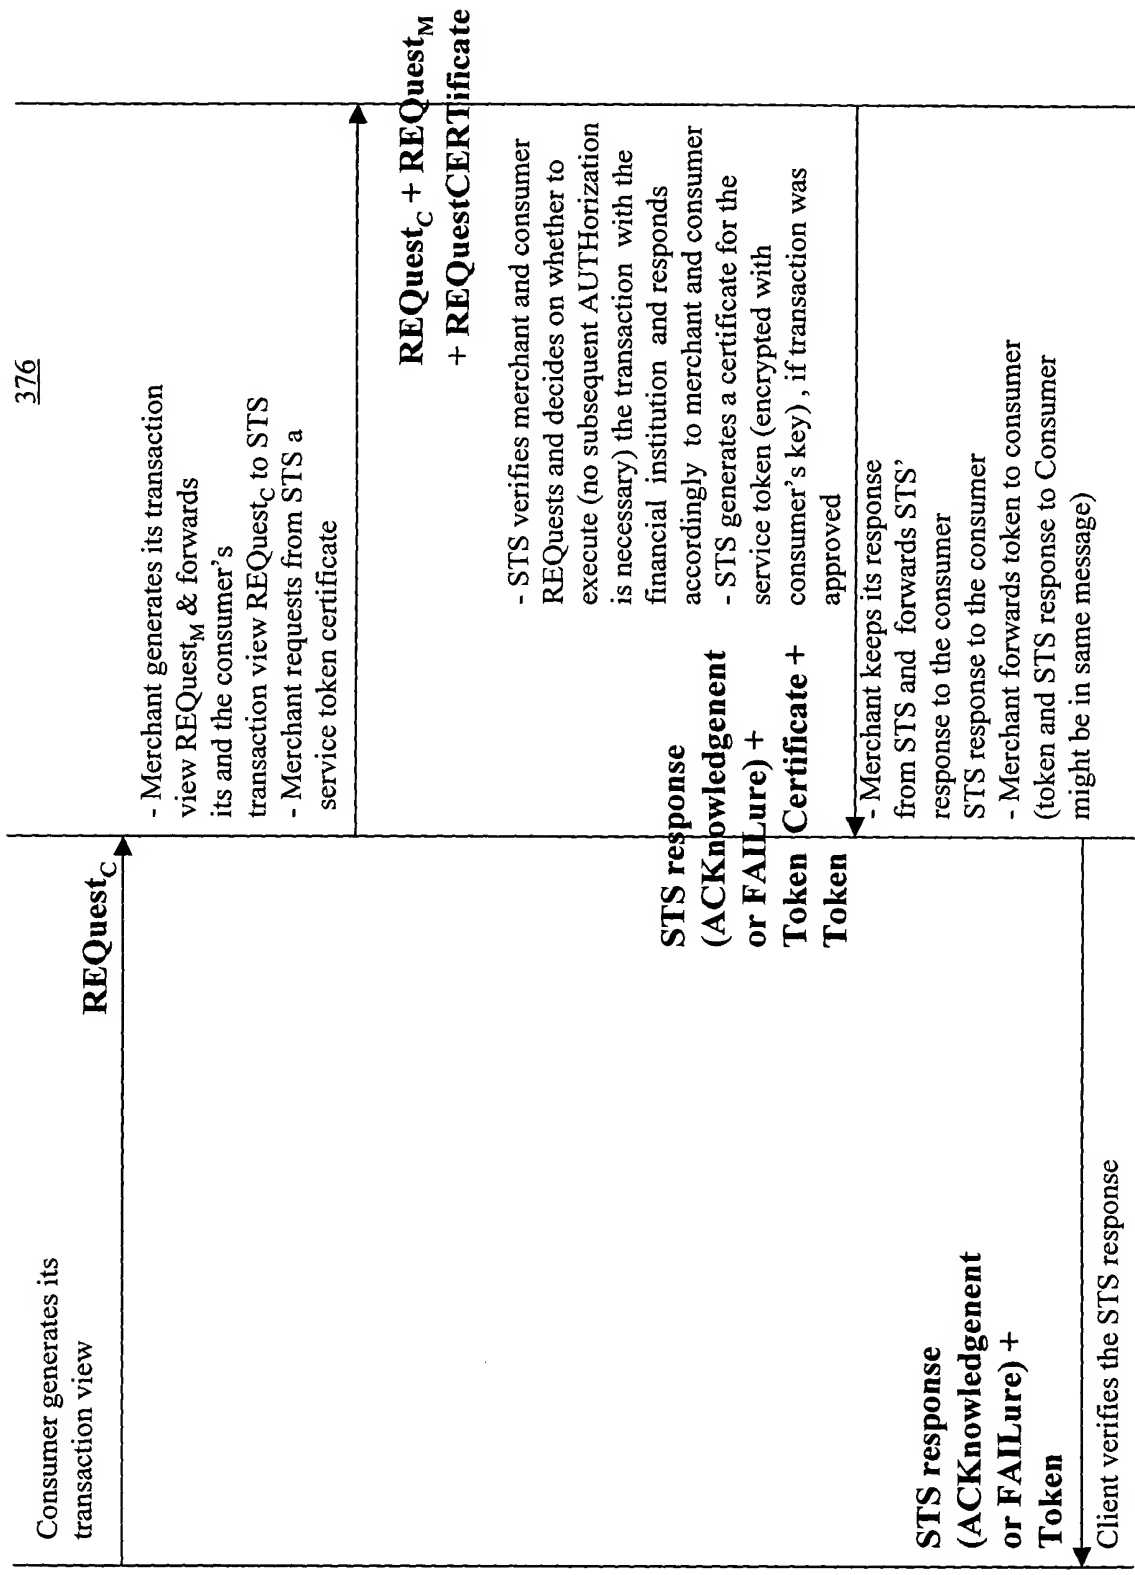 376
Consumer generates its
transaction view
REQuest_C
- Merchant generates its transaction
view REQuest_M & forwards
its and the consumer's
transaction view REQuest_C to STS
- Merchant requests from STS a
service token certificate
REQuest_C + REQuest_M
+ REQuestCERTificate
- STS verifies merchant and consumer
REQuests and decides on whether to
execute (no subsequent AUTHorization
is necessary) the transaction with the
financial institution and responds
accordingly to merchant and consumer
- STS generates a certificate for the
service token (encrypted with
consumer's key), if transaction was
approved
STS response
(ACKnowledgenent
or FAILure) +
Token Certificate +
Token
- Merchant keeps its response
from STS and forwards STS'
response to the consumer
STS response to the consumer
- Merchant forwards token to consumer
(token and STS response to Consumer
might be in same message)
STS response
(ACKnowledgenent
or FAILure) +
Token
Client verifies the STS response